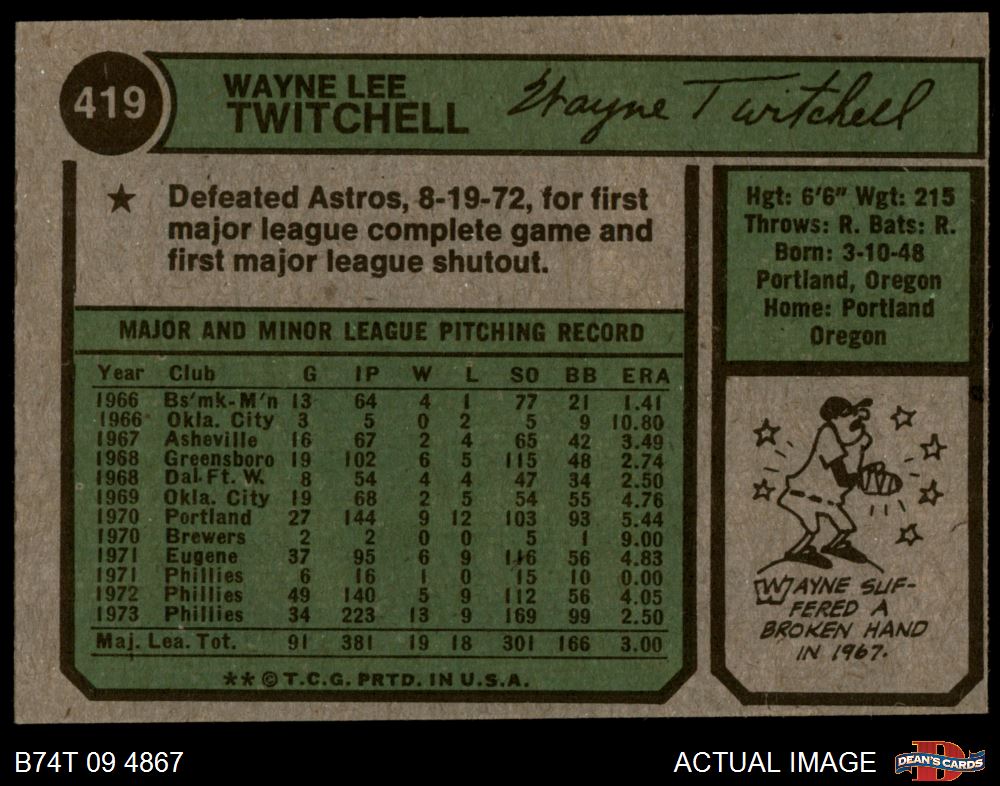 419
WAYNE LEE
TWITCHELL
Wayne Twitchell
★ Defeated Astros, 8-19-72, for first
major league complete game and
first major league shutout.
Hgt: 6'6" Wgt: 215
Throws: R. Bats: R.
Born: 3-10-48
Portland, Oregon
Home: Portland
Oregon
MAJOR AND MINOR LEAGUE PITCHING RECORD
Year Club G IP W L SO BB ERA
1966 Bs'mk-M'n 13 64 4 1 77 21 1.41
1966 Okla. City 3 5 0 2 5 9 10.80
1967 Asheville 16 67 2 4 65 42 3.49
1968 Greensboro 19 102 6 5 115 48 2.74
1968 Dal-Ft. W. 8 54 4 4 47 34 2.50
1969 Okla. City 19 68 2 5 54 55 4.76
1970 Portland 27 144 9 12 103 93 5.44
1970 Brewers 2 2 0 0 5 1 9.00
1971 Eugene 37 95 6 9 116 56 4.83
1971 Phillies 6 16 1 0 15 10 0.00
1972 Phillies 49 140 5 9 112 56 4.05
1973 Phillies 34 223 13 9 169 99 2.50
Maj. Lea. Tot. 91 381 19 18 301 166 3.00
**©T.C.G. PRTD. IN U.S.A.
WAYNE SUF-
FERED A
BROKEN HAND
IN 1967.
B74T 09 4867
ACTUAL IMAGE
D
DEAN'S CARDS